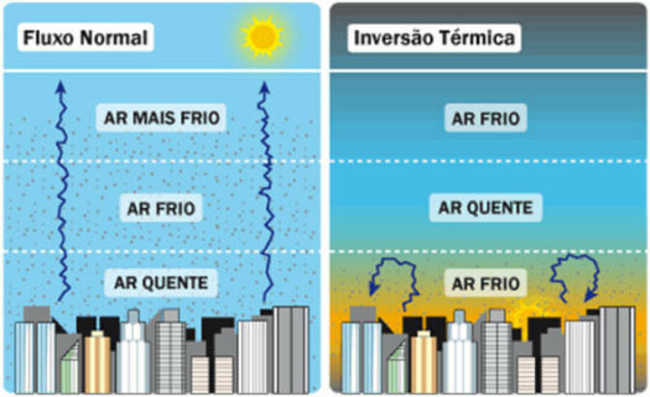 Fluxo Normal
AR MAIS FRIO
AR FRIO
AR QUENTE
Inversão Térmica
AR FRIO
AR QUENTE
AR FRIO